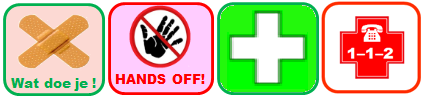 Wat doe je !
HANDS OFF!
1-1-2